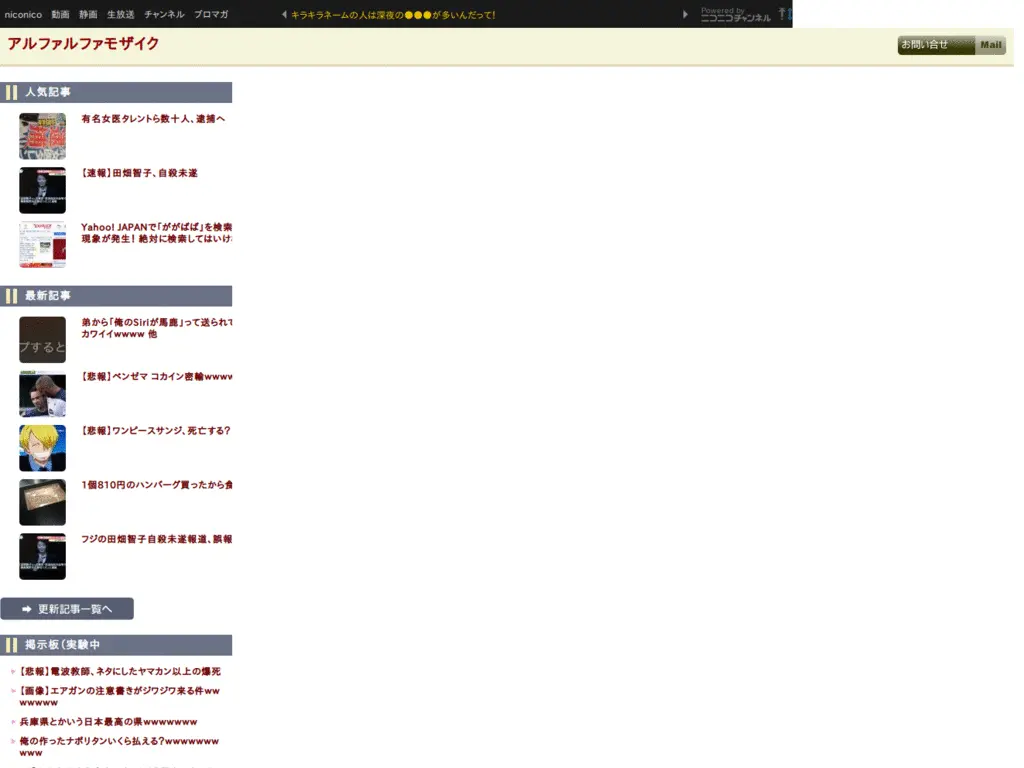 niconico 動画 静画 生放送 チャンネル ブロマガ
キラキラネームの人は深夜の●●●が多いんだって!
Powered by
ニコニコチャンネル
アルファルファモザイク
お問い合せ Mail
人気記事
有名女医タレントら数十人、逮捕へ
【速報】田畑智子、自殺未遂
Yahoo! JAPANで「ががばば」を検索
現象が発生！絶対に検索してはいけ
最新記事
弟から「俺のSiriが馬鹿」って送られて
カワイイwwww 他
プすると
【悲報】ベンゼマ コカイン密輸wwww
【悲報】ワンピースサンジ、死亡する？
1個810円のハンバーグ買ったから食
フジの田畑智子自殺未遂報道、誤報
更新記事一覧へ
掲示板（実験中
【悲報】電波教師、ネタにしたヤマカン以上の爆死
【画像】エアガンの注意書きがジワジワ来る件ww
wwwww
兵庫県とかいう日本最高の県wwwwwww
俺の作ったナポリタンいくら払える？wwwwwwww
www